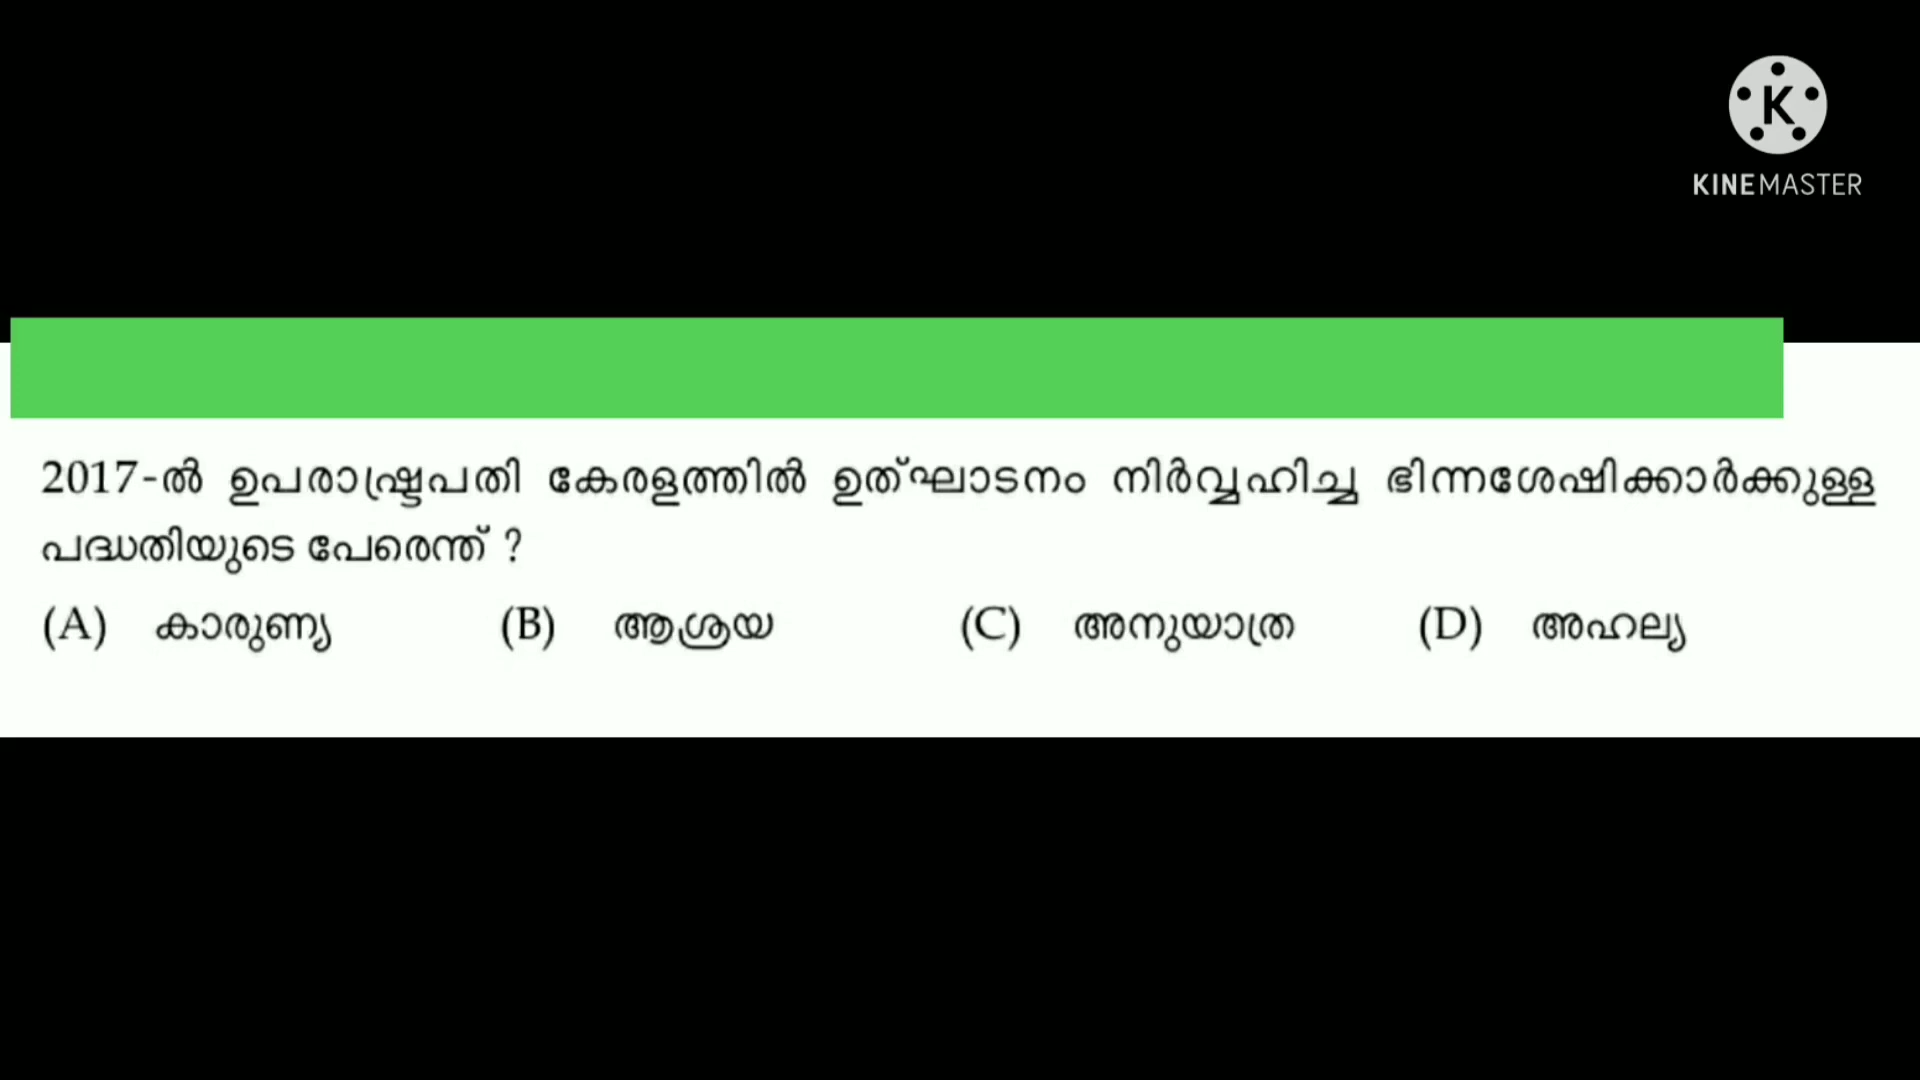 K
KINEMASTER
2017-ൽ ഉപരാഷ്ട്രപതി കേരളത്തിൽ ഉത്ഘാടനം നിർവ്വഹിച്ച ഭിന്നശേഷിക്കാർക്കുള്ള
പദ്ധതിയുടെ പേരെന്ത് ?
(A) കാരുണ്യ (B) ആശ്രയ (C) അനുയാത്ര (D) അഹല്യ